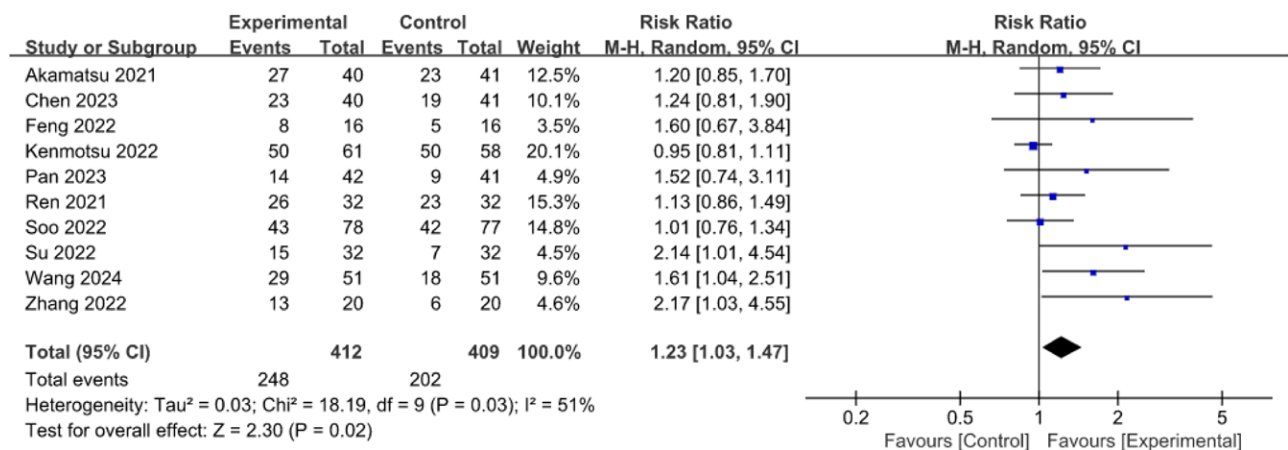 Experimental Control Risk Ratio Risk Ratio
Study or Subgroup Events Total Events Total Weight M-H, Random, 95% CI M-H, Random, 95% CI
Akamatsu 2021 27 40 23 41 12.5% 1.20 [0.85, 1.70]
Chen 2023 23 40 19 41 10.1% 1.24 [0.81, 1.90]
Feng 2022 8 16 5 16 3.5% 1.60 [0.67, 3.84]
Kenmotsu 2022 50 61 50 58 20.1% 0.95 [0.81, 1.11]
Pan 2023 14 42 9 41 4.9% 1.52 [0.74, 3.11]
Ren 2021 26 32 23 32 15.3% 1.13 [0.86, 1.49]
Soo 2022 43 78 42 77 14.8% 1.01 [0.76, 1.34]
Su 2022 15 32 7 32 4.5% 2.14 [1.01, 4.54]
Wang 2024 29 51 18 51 9.6% 1.61 [1.04, 2.51]
Zhang 2022 13 20 6 20 4.6% 2.17 [1.03, 4.55]
Total (95% CI) 412 409 100.0% 1.23 [1.03, 1.47]
Total events 248 202
Heterogeneity: Tau² = 0.03; Chi² = 18.19, df = 9 (P = 0.03); I² = 51%
Test for overall effect: Z = 2.30 (P = 0.02)
0.2 0.5 1 2 5
Favours [Control] Favours [Experimental]